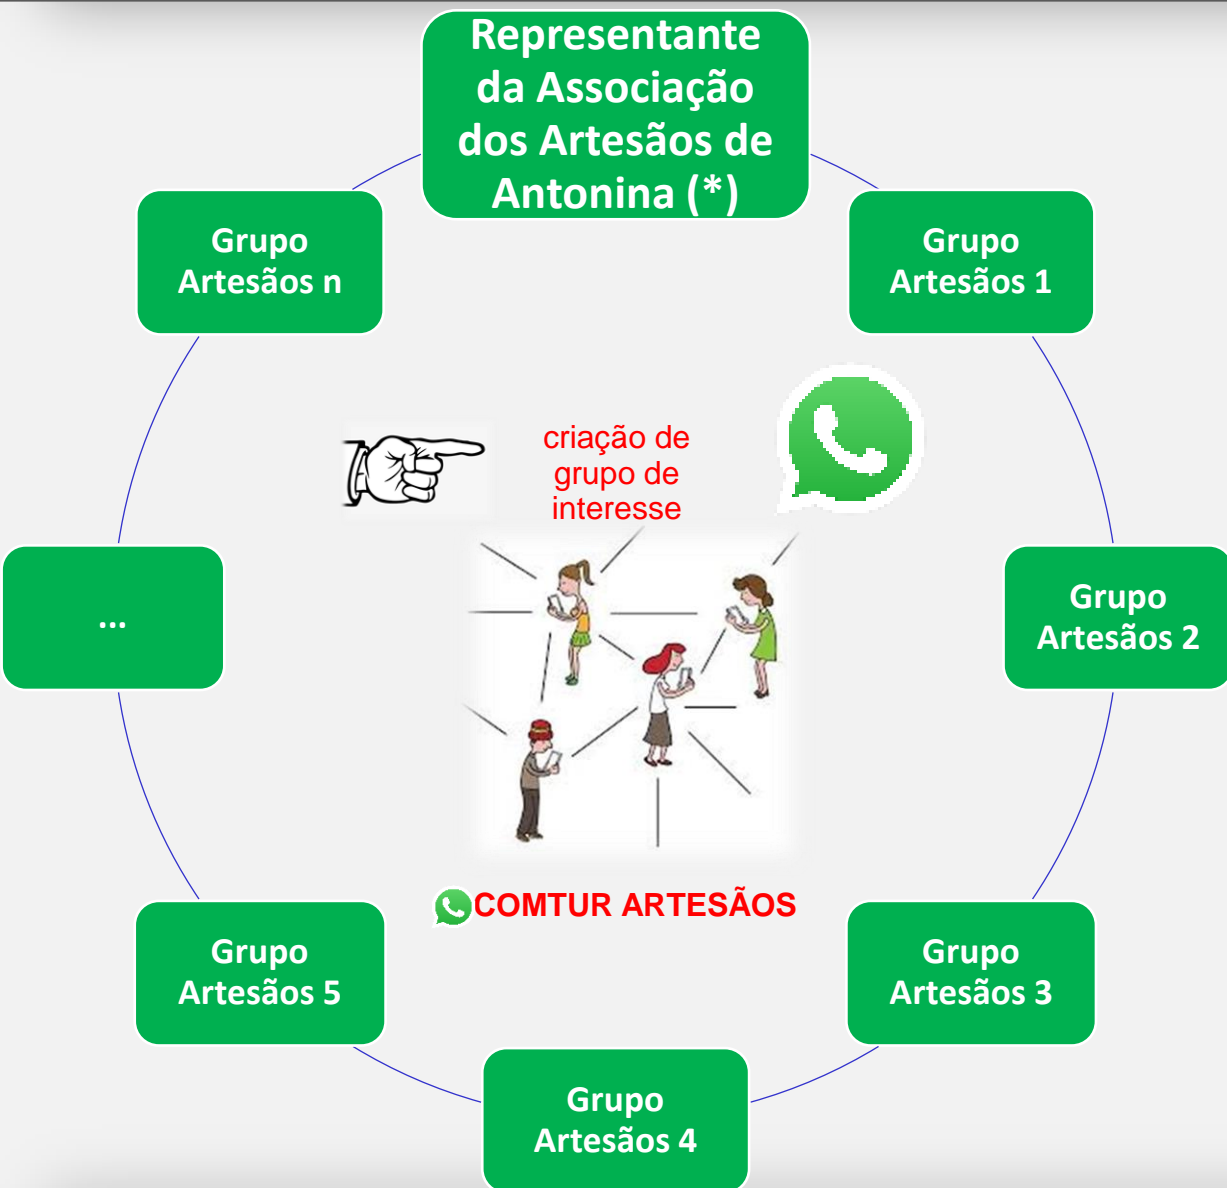 Representante
da Associação
dos Artesãos de
Antonina (*)
Grupo
Artesãos n
Grupo
Artesãos 1
criação de
grupo de
interesse
...
Grupo
Artesãos 2
COMTUR ARTESÃOS
Grupo
Artesãos 5
Grupo
Artesãos 3
Grupo
Artesãos 4